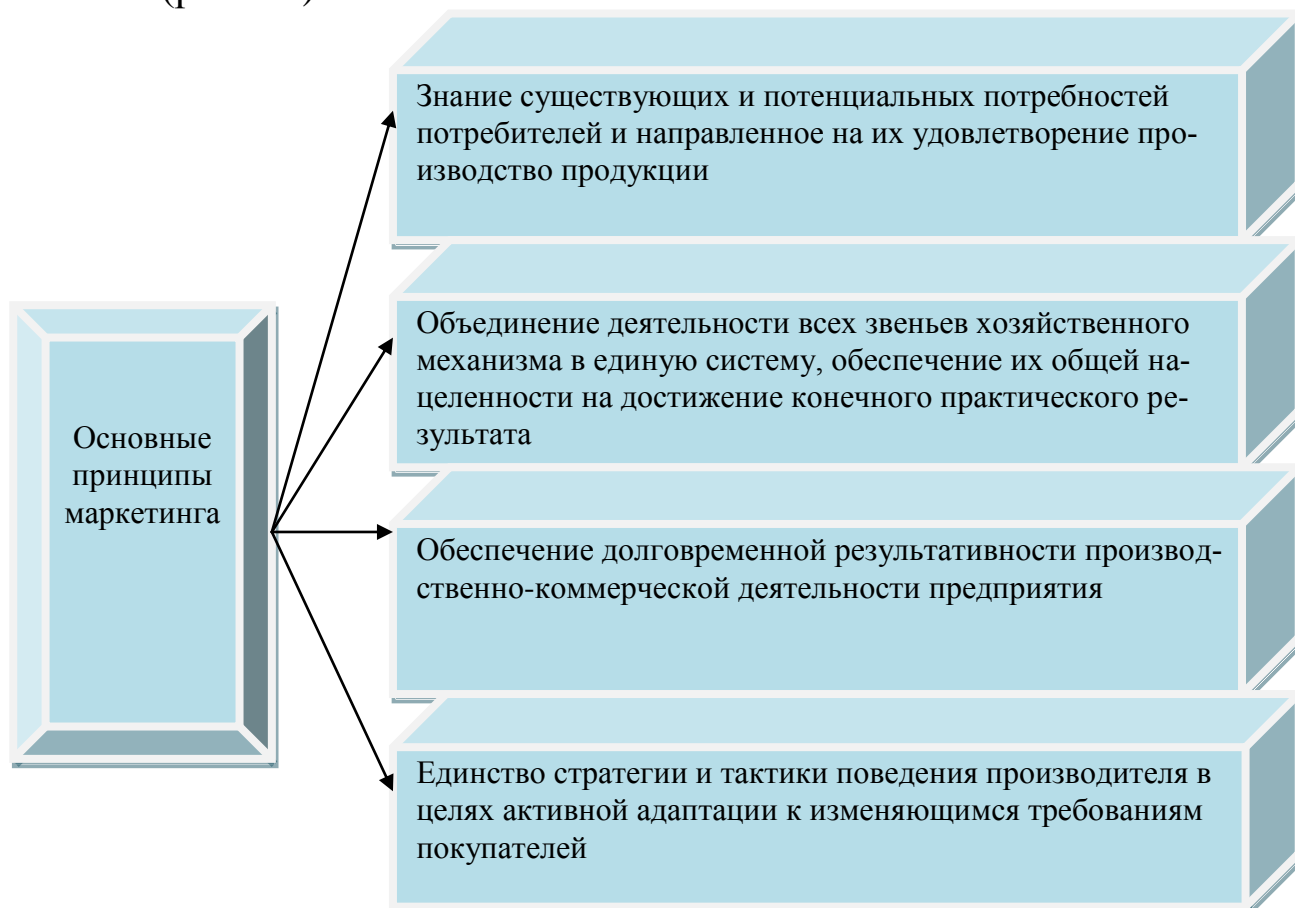 Знание существующих и потенциальных потребностей
потребителей и направленное на их удовлетворение про-
изводство продукции
Объединение деятельности всех звеньев хозяйственного
механизма в единую систему, обеспечение их общей на-
целенности на достижение конечного практического ре-
зультата
Основные
принципы
маркетинга
Обеспечение долговременной результативности производ-
ственно-коммерческой деятельности предприятия
Единство стратегии и тактики поведения производителя в
целях активной адаптации к изменяющимся требованиям
покупателей